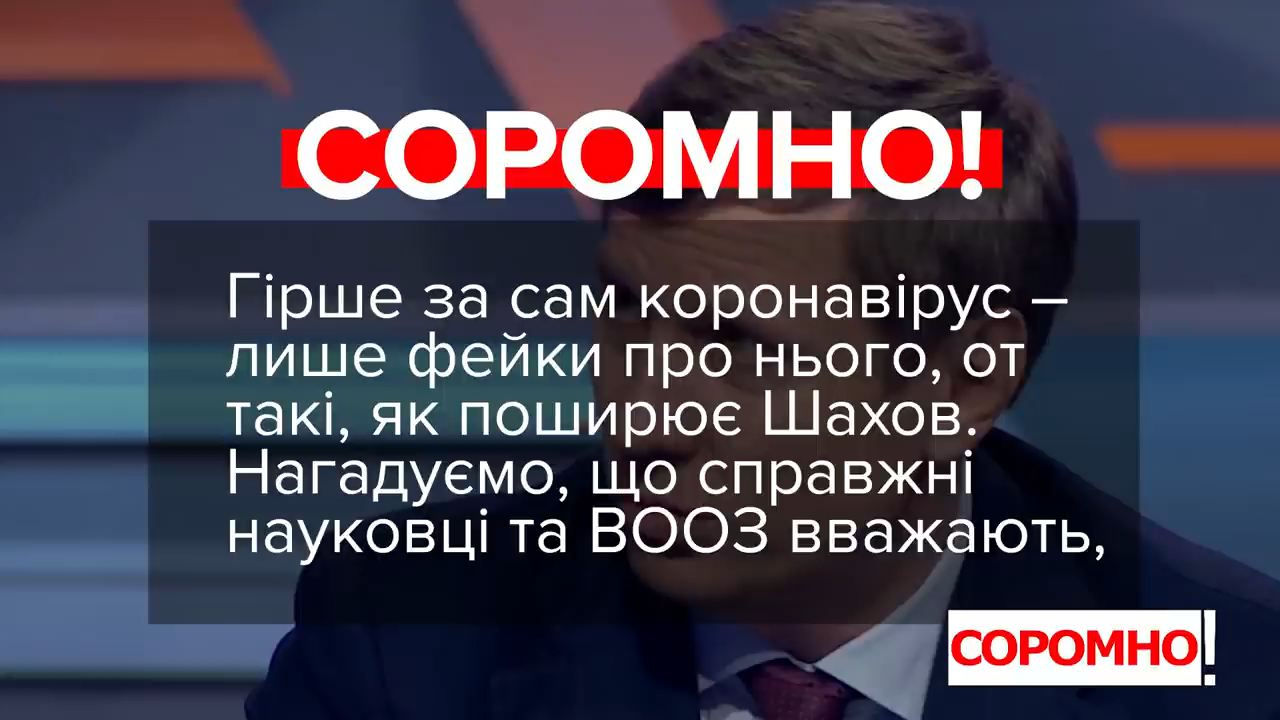 СОРОМНО!
Гірше за сам коронавірус –
лише фейки про нього, от
такі, як поширює Шахов.
Нагадуємо, що справжні
науковці та ВООЗ вважають,
СОРОМНО!